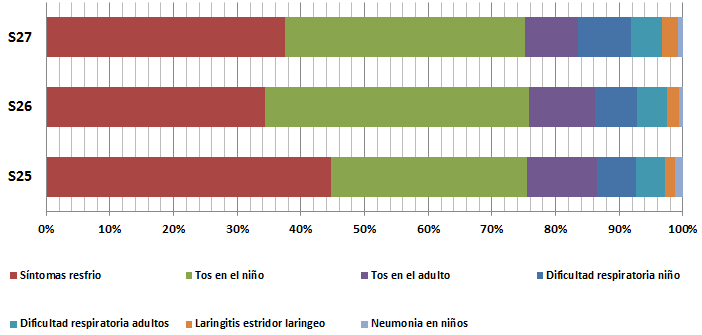 S27
S26
S25
0% 10% 20% 30% 40% 50% 60% 70% 80% 90% 100%
Síntomas resfrio Tos en el niño Tos en el adulto Dificultad respiratoria niño
Dificultad respiratoria adultos Laringitis estridor laringeo Neumonia en niños